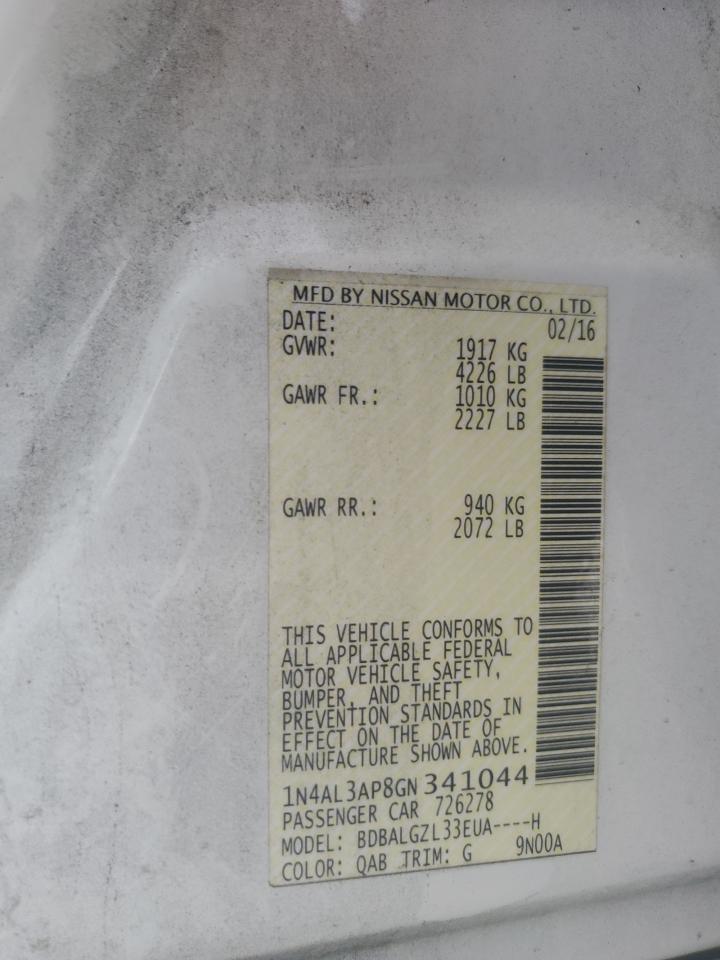 MFD BY NISSAN MOTOR CO., LTD.
DATE: 02/16
GVWR: 1917 KG
4226 LB
GAWR FR.: 1010 KG
2227 LB
GAWR RR.: 940 KG
2072 LB
THIS VEHICLE CONFORMS TO
ALL APPLICABLE FEDERAL
MOTOR VEHICLE SAFETY,
BUMPER, AND THEFT
PREVENTION STANDARDS IN
EFFECT ON THE DATE OF
MANUFACTURE SHOWN ABOVE.
1N4AL3AP8GN 341044
PASSENGER CAR 726278
MODEL: BDBALGZL33EUA----H
COLOR: QAB TRIM: G 9N00A